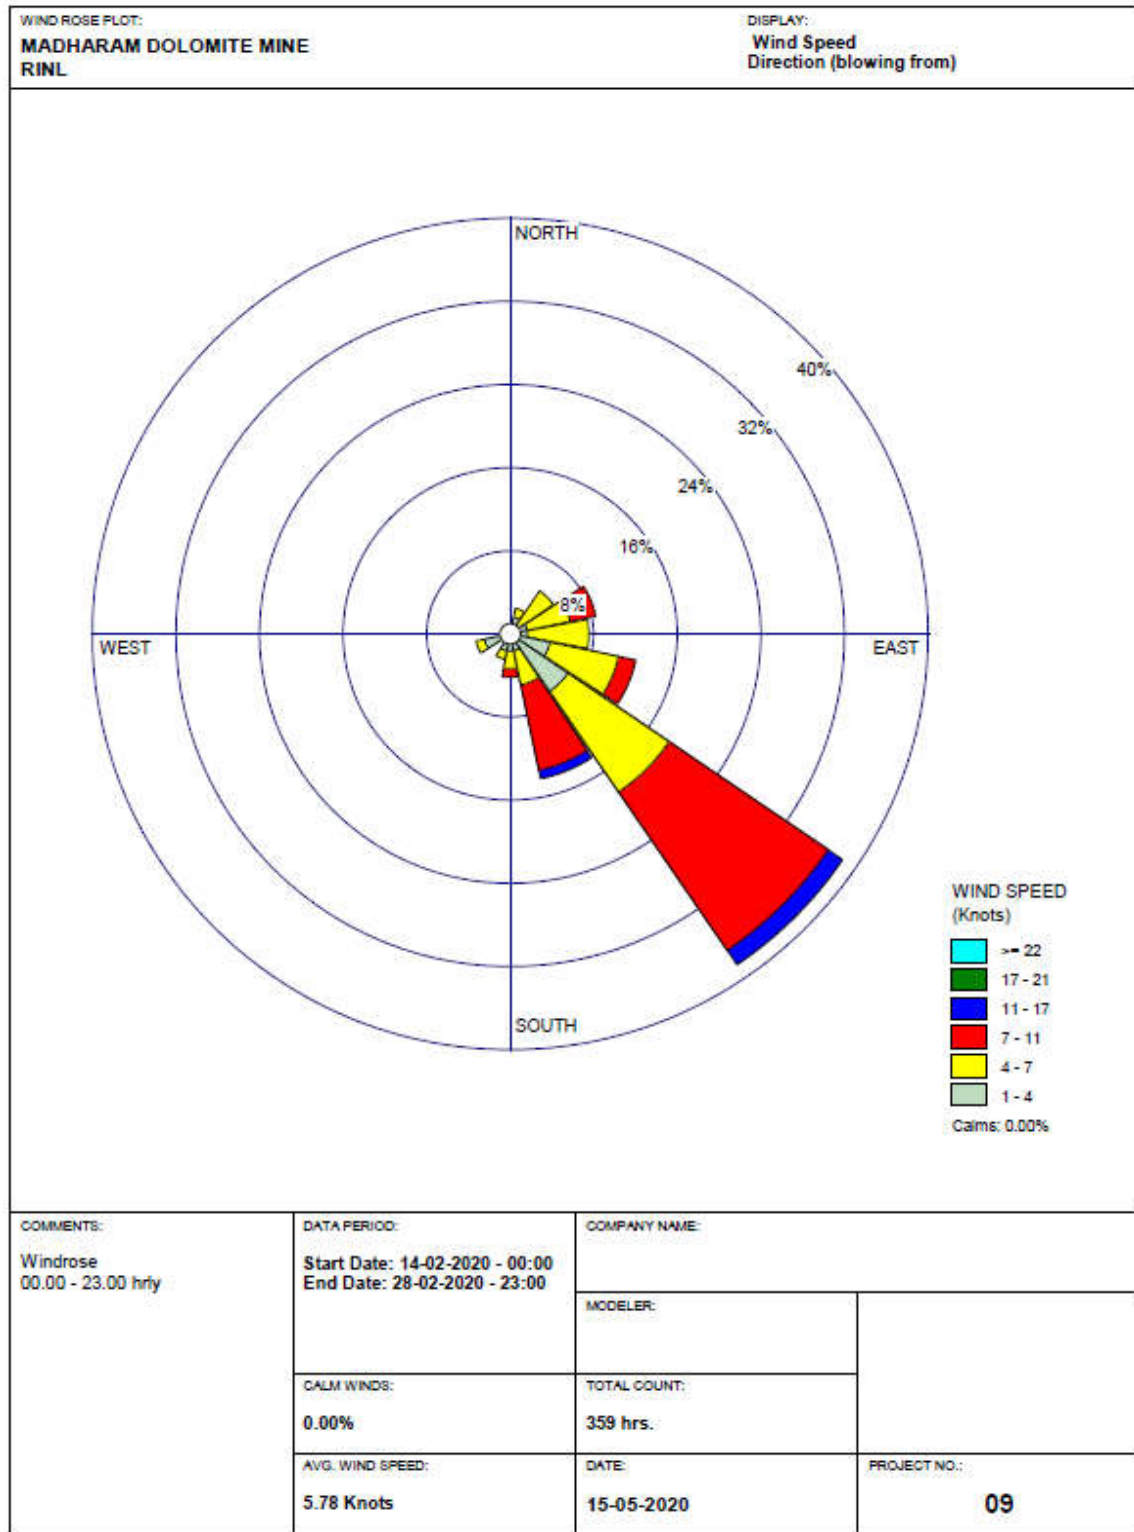 WIND ROSE PLOT:
MADHARAM DOLOMITE MINE
RINL
DISPLAY:
Wind Speed
Direction (blowing from)
NORTH
40%
32%
24%
16%
8%
WEST
EAST
SOUTH
WIND SPEED
(Knots)
>= 22
17 - 21
11 - 17
7 - 11
4 - 7
1 - 4
Calms: 0.00%
COMMENTS:
Windrose
00.00 - 23.00 hrly
DATA PERIOD:
Start Date: 14-02-2020 - 00:00
End Date: 28-02-2020 - 23:00
COMPANY NAME:
MODELER:
CALM WINDS:
0.00%
TOTAL COUNT:
359 hrs.
AVG. WIND SPEED:
5.78 Knots
DATE:
15-05-2020
PROJECT NO.:
09